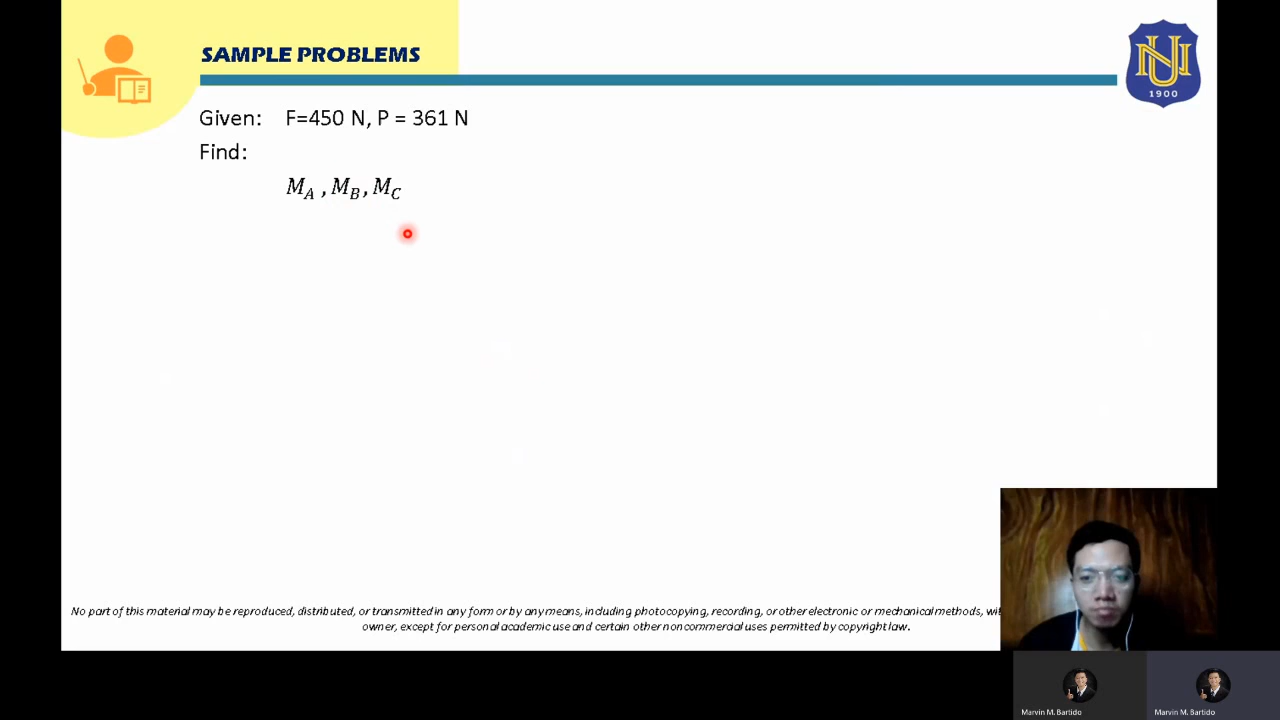 SAMPLE PROBLEMS
NU
1900
Given: F=450 N, P = 361 N
Find:
M_A , M_B, M_C
No part of this material may be reproduced, distributed, or transmitted in any form or by any means, including photocopying, recording, or other electronic or mechanical methods,
owner, except for personal academic use and certain other noncommercial uses permitted by copyright law.
Marvin M. Bartido
Marvin M. Bartido